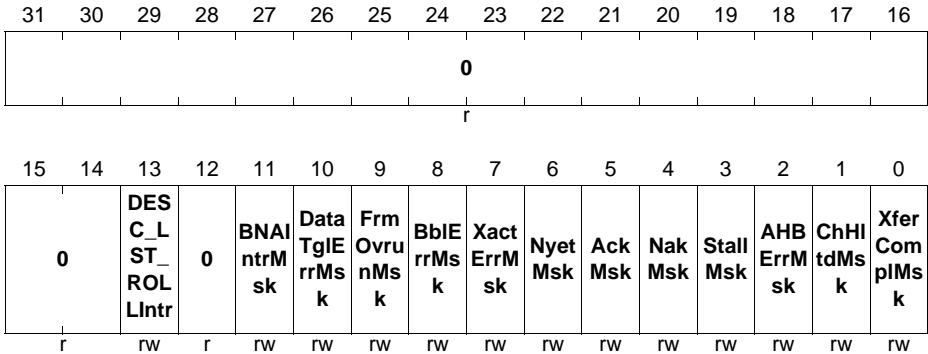 31 30 29 28 27 26 25 24 23 22 21 20 19 18 17 16
0
r
15 14 13 12 11 10 9 8 7 6 5 4 3 2 1 0
0
DES
C_L
ST_
ROL
LIntr
0
BNAI
ntrM
sk
Data
TglE
rrMs
k
Frm
Ovru
nMs
k
BblE
rrMs
k
Xact
ErrM
sk
Nyet
Msk
Ack
Msk
Nak
Msk
Stall
Msk
AHB
ErrM
sk
ChHl
tdMs
k
Xfer
Com
plMs
k
r rw r rw rw rw rw rw rw rw rw rw rw rw rw